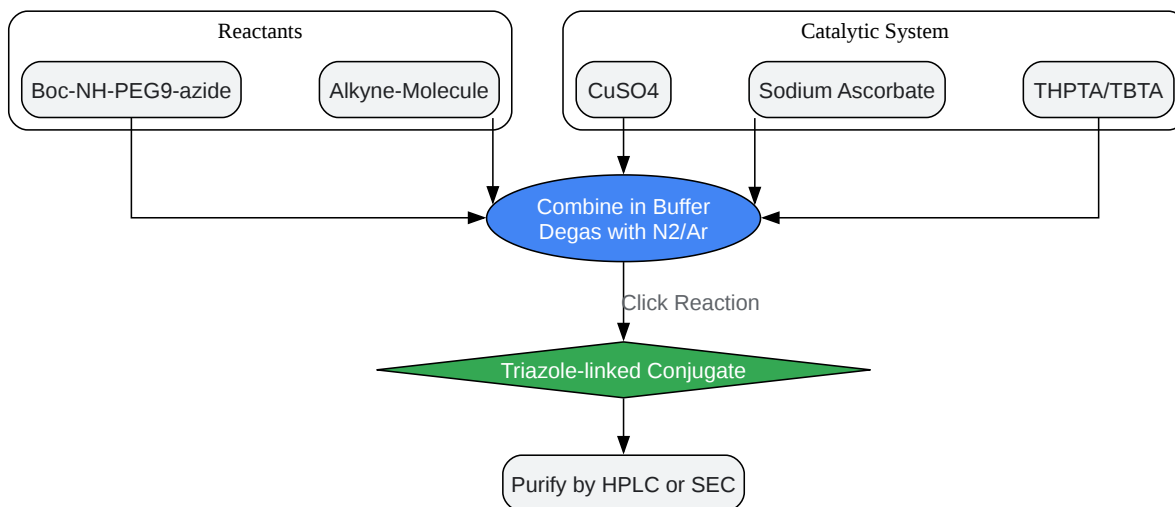 Reactants
Catalytic System
Boc-NH-PEG9-azide
Alkyne-Molecule
CuSO4
Sodium Ascorbate
THPTA/TBTA
Combine in Buffer
Degas with N2/Ar
Click Reaction
Triazole-linked Conjugate
Purify by HPLC or SEC